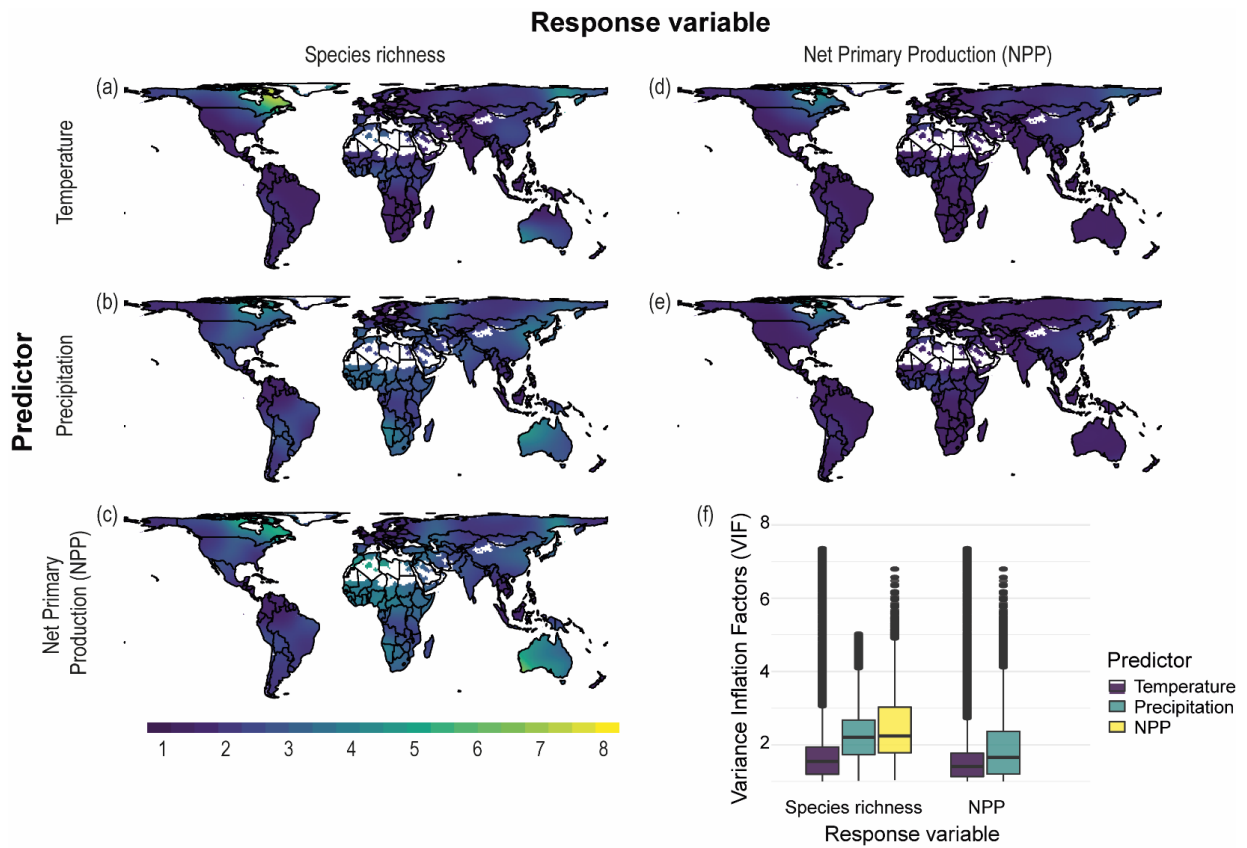 Response variable
Species richness
Net Primary Production (NPP)
Predictor
(a)
Temperature
(d)
(b)
Precipitation
(e)
(c)
Net Primary
Production (NPP)
1 2 3 4 5 6 7 8
(f)
Variance Inflation Factors (VIF)
8
6
4
2
Species richness NPP
Response variable
Predictor
Temperature
Precipitation
NPP